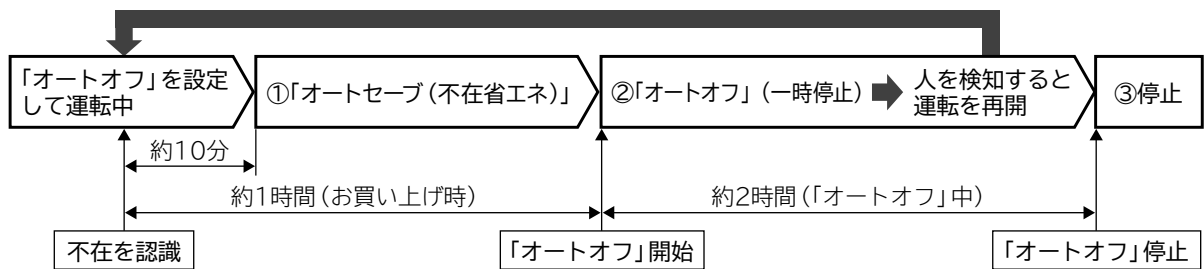 「オートオフ」を設定
して運転中
①「オートセーブ(不在省エネ)」
②「オートオフ」(一時停止)
人を検知すると
運転を再開
③停止
約10分
約1時間(お買い上げ時)
約2時間(「オートオフ」中)
不在を認識
「オートオフ」開始
「オートオフ」停止